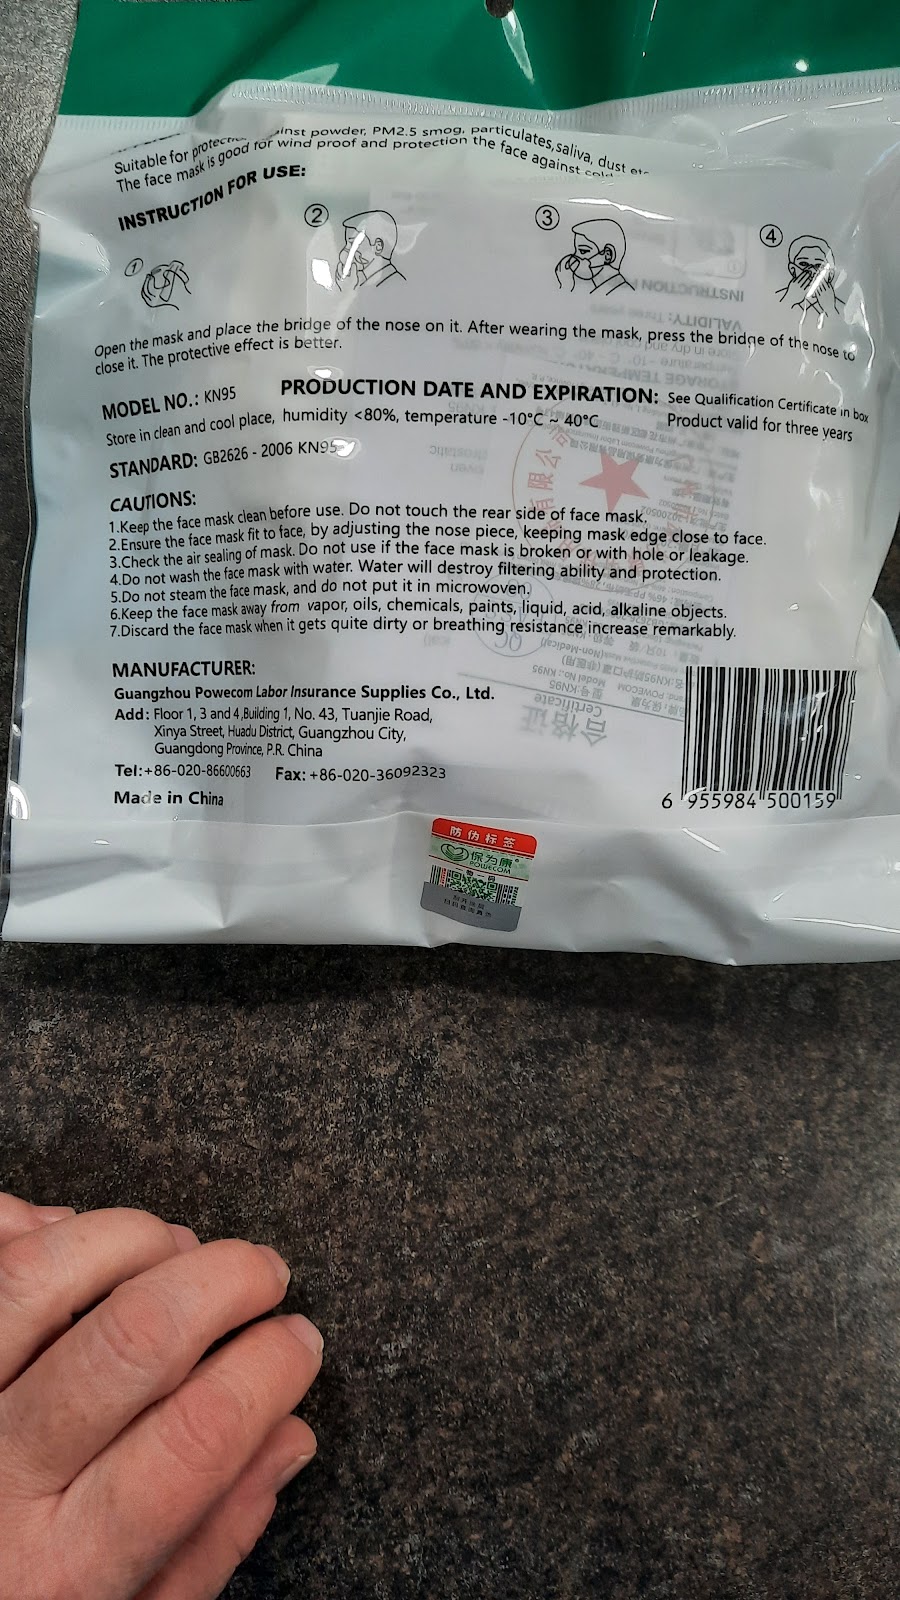 Suitable for protection against powder, PM2.5 smog, particulates, saliva, dust etc
The face mask is good for wind proof and protection the face against cold
INSTRUCTION FOR USE:
1
2
3
4
Open the mask and place the bridge of the nose on it. After wearing the mask, press the bridge of the nose to
close it. The protective effect is better.
MODEL NO.: KN95 PRODUCTION DATE AND EXPIRATION: See Qualification Certificate in box
Store in clean and cool place, humidity <80%, temperature -10°C ~ 40°C Product valid for three years
STANDARD: GB2626 - 2006 KN95
CAUTIONS:
1.Keep the face mask clean before use. Do not touch the rear side of face mask.
2.Ensure the face mask fit to face, by adjusting the nose piece, keeping mask edge close to face.
3.Check the air sealing of mask. Do not use if the face mask is broken or with hole or leakage.
4.Do not wash the face mask with water. Water will destroy filtering ability and protection.
5.Do not steam the face mask, and do not put it in microwoven.
6.Keep the face mask away from vapor, oils, chemicals, paints, liquid, acid, alkaline objects.
7.Discard the face mask when it gets quite dirty or breathing resistance increase remarkably.
MANUFACTURER:
Guangzhou Powecom Labor Insurance Supplies Co., Ltd.
Add: Floor 1, 3 and 4,Building 1, No. 43, Tuanjie Road,
Xinya Street, Huadu District, Guangzhou City,
Guangdong Province, P.R. China
Tel:+86-020-86600663 Fax: +86-020-36092323
Made in China
6 955984 500159
防伪标签
保为康
POWECOM
合格证
Certificate
型号:KN95
Model No.: KN95